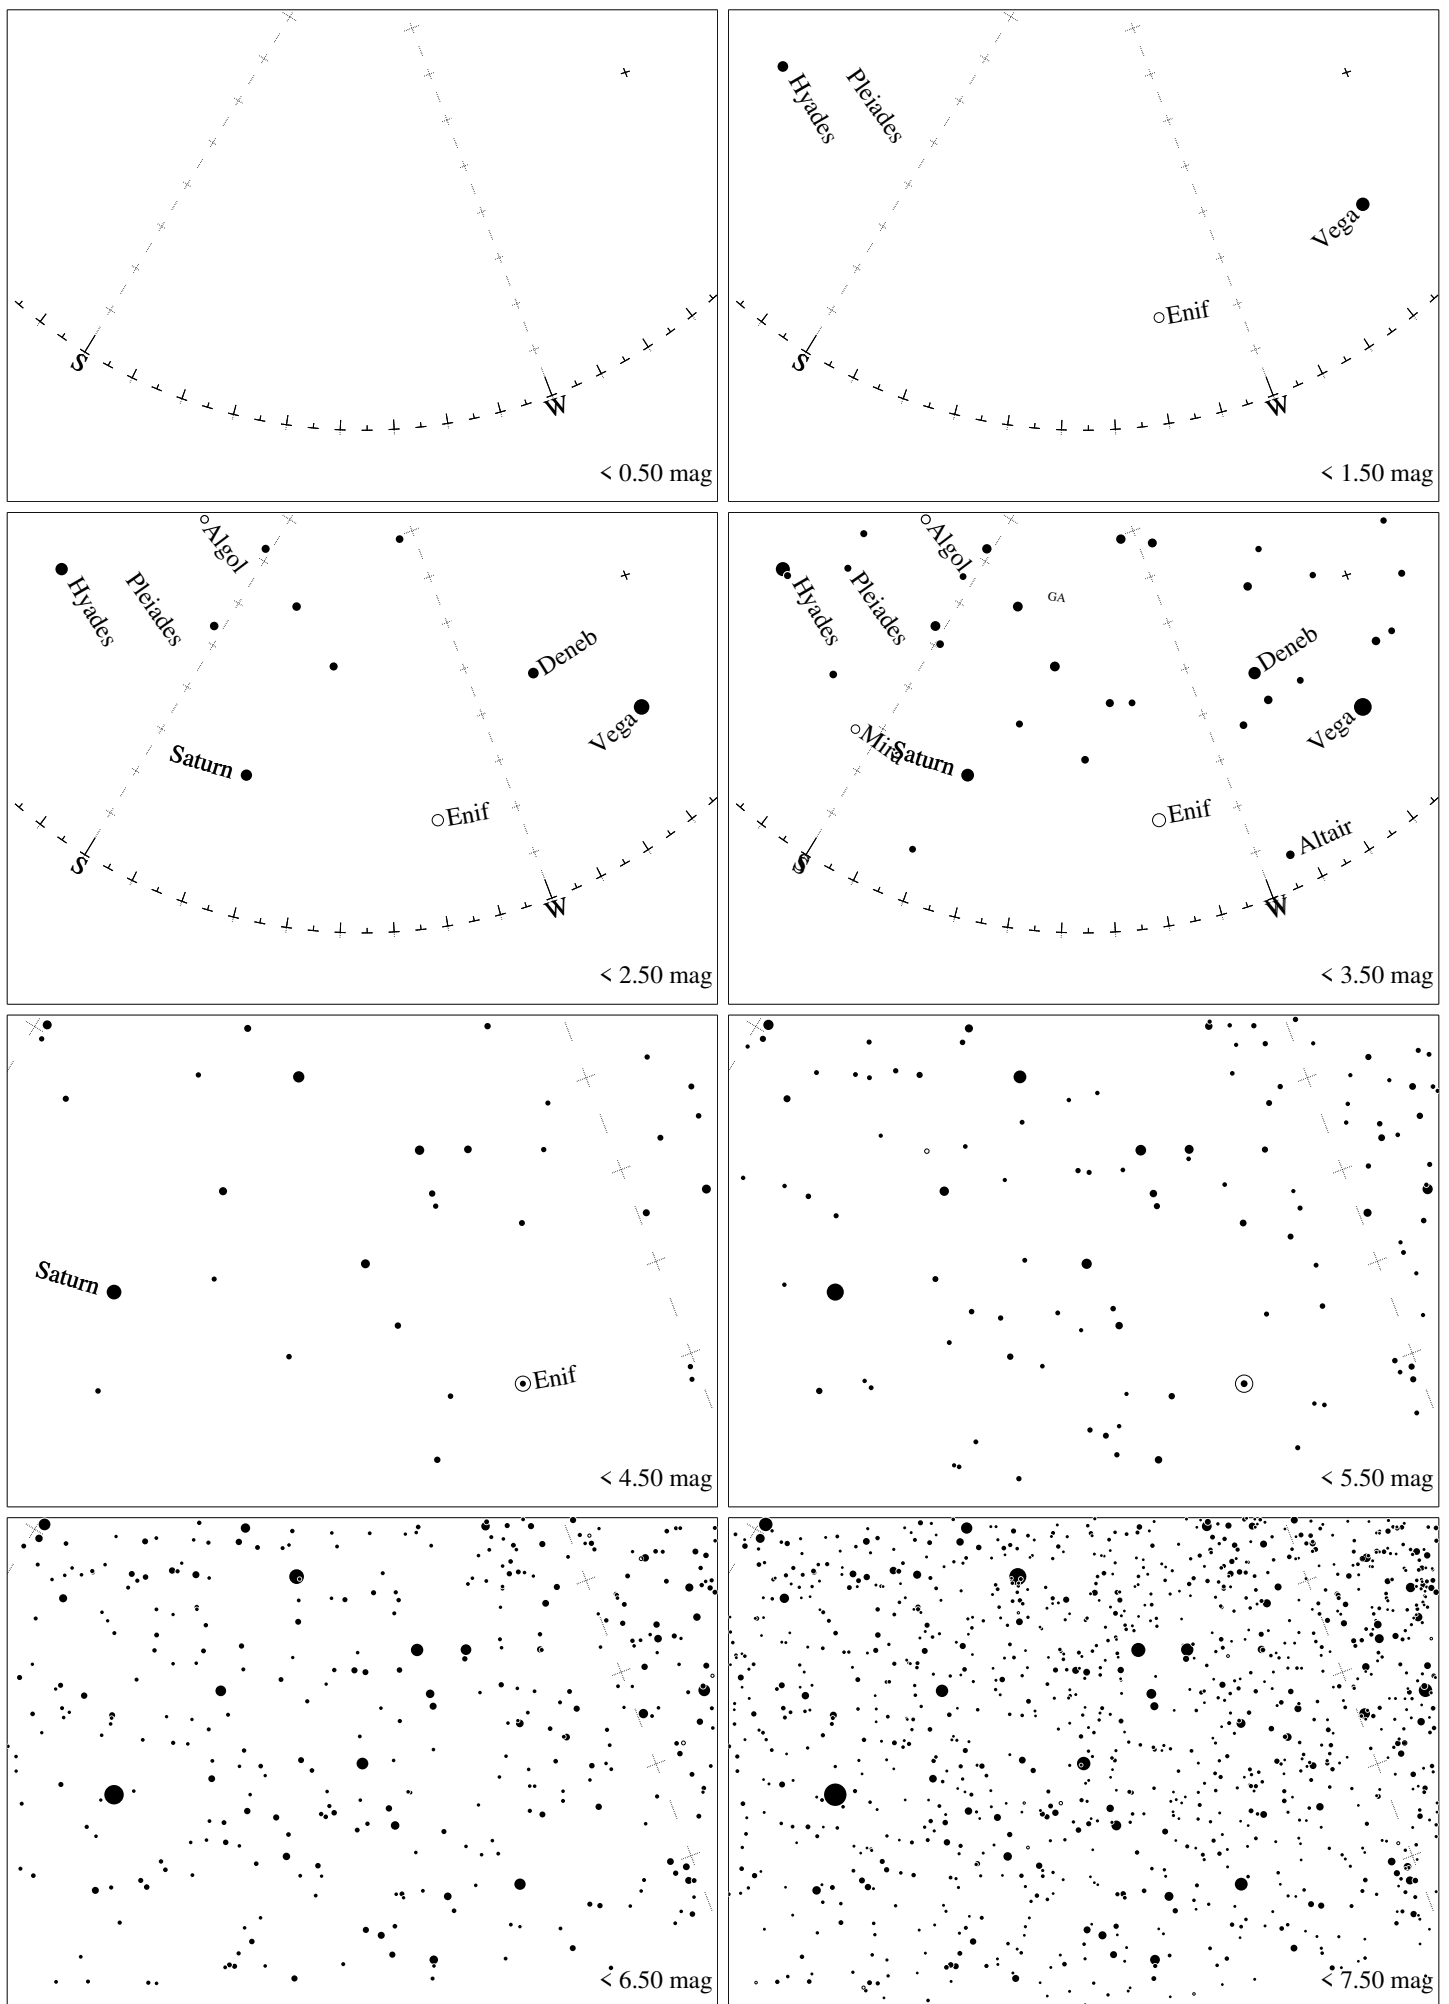 S
W
< 0.50 mag
Hyades
Pleiades
Vega
Enif
S
W
< 1.50 mag
Algol
Hyades
Pleiades
Deneb
Vega
Saturn
Enif
S
W
< 2.50 mag
Algol
Hyades
Pleiades
GA
Deneb
Vega
Mira
Saturn
Enif
Altair
S
W
< 3.50 mag
Saturn
Enif
< 4.50 mag
< 5.50 mag
< 6.50 mag
< 7.50 mag